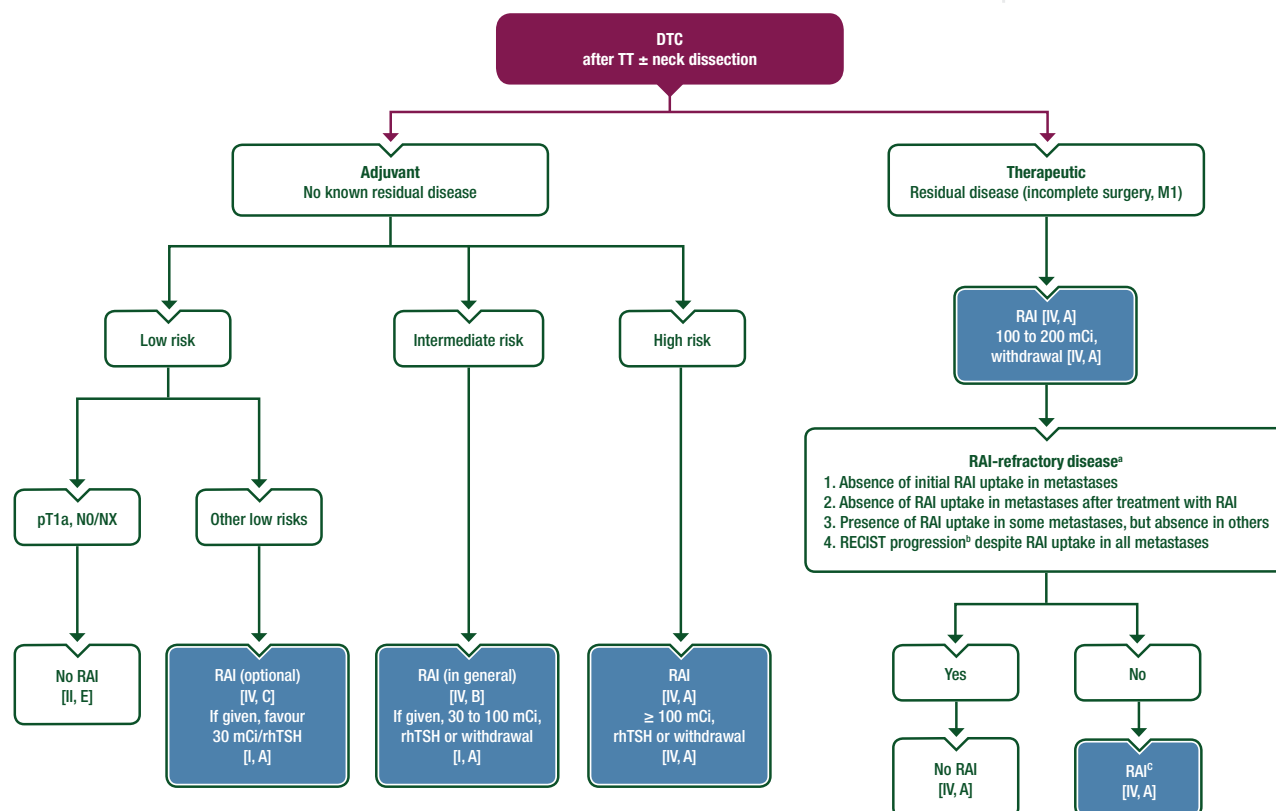 DTC
after TT ± neck dissection
Adjuvant
No known residual disease
Therapeutic
Residual disease (incomplete surgery, M1)
Low risk
Intermediate risk
High risk
RAI [IV, A]
100 to 200 mCi,
withdrawal [IV, A]
pT1a, N0/NX
Other low risks
RAI-refractory diseaseᵃ
1. Absence of initial RAI uptake in metastases
2. Absence of RAI uptake in metastases after treatment with RAI
3. Presence of RAI uptake in some metastases, but absence in others
4. RECIST progressionᵇ despite RAI uptake in all metastases
No RAI
[II, E]
RAI (optional)
[IV, C]
If given, favour
30 mCi/rhTSH
[I, A]
RAI (in general)
[IV, B]
If given, 30 to 100 mCi,
rhTSH or withdrawal
[I, A]
RAI
[IV, A]
≥ 100 mCi,
rhTSH or withdrawal
[IV, A]
Yes
No
No RAI
[IV, A]
RAIᶜ
[IV, A]